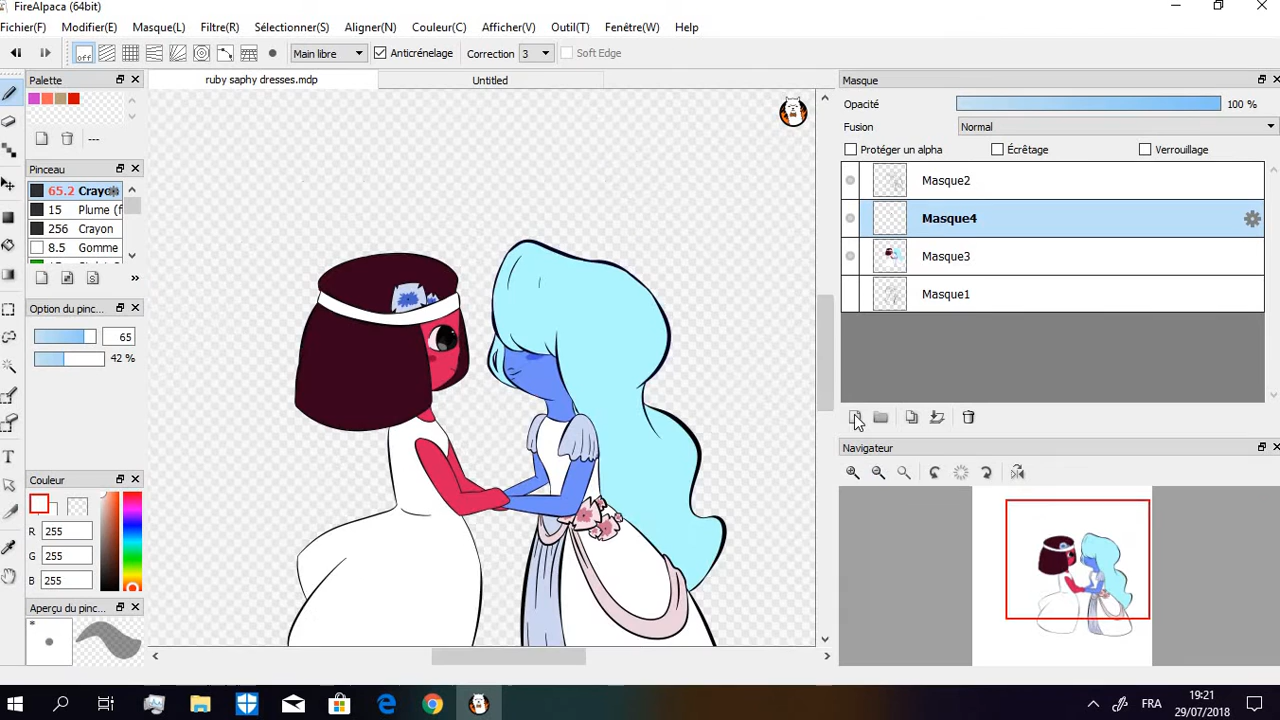 FireAlpaca (64bit)
Fichier(F) Modifier(E) Masque(L) Filtre(R) Sélectionner(S) Aligner(N) Couleur(C) Afficher(V) Outil(T) Fenêtre(W) Help
off Main libre Anticrénelage Correction 3 Soft Edge
Palette
ruby saphy dresses.mdp
Untitled
Masque
Opacité 100 %
Fusion Normal
Protéger un alpha Écrêtage Verrouillage
---
Pinceau
65.2
15 Plume (f
256 Crayon
8.5 Gomme
Masque2
Masque4
Masque3
Masque1
Option du pinc...
65
42 %
Navigateur
Couleur
R 255
G 255
B 255
Aperçu du pinc...
*
FRA
19:21
29/07/2018